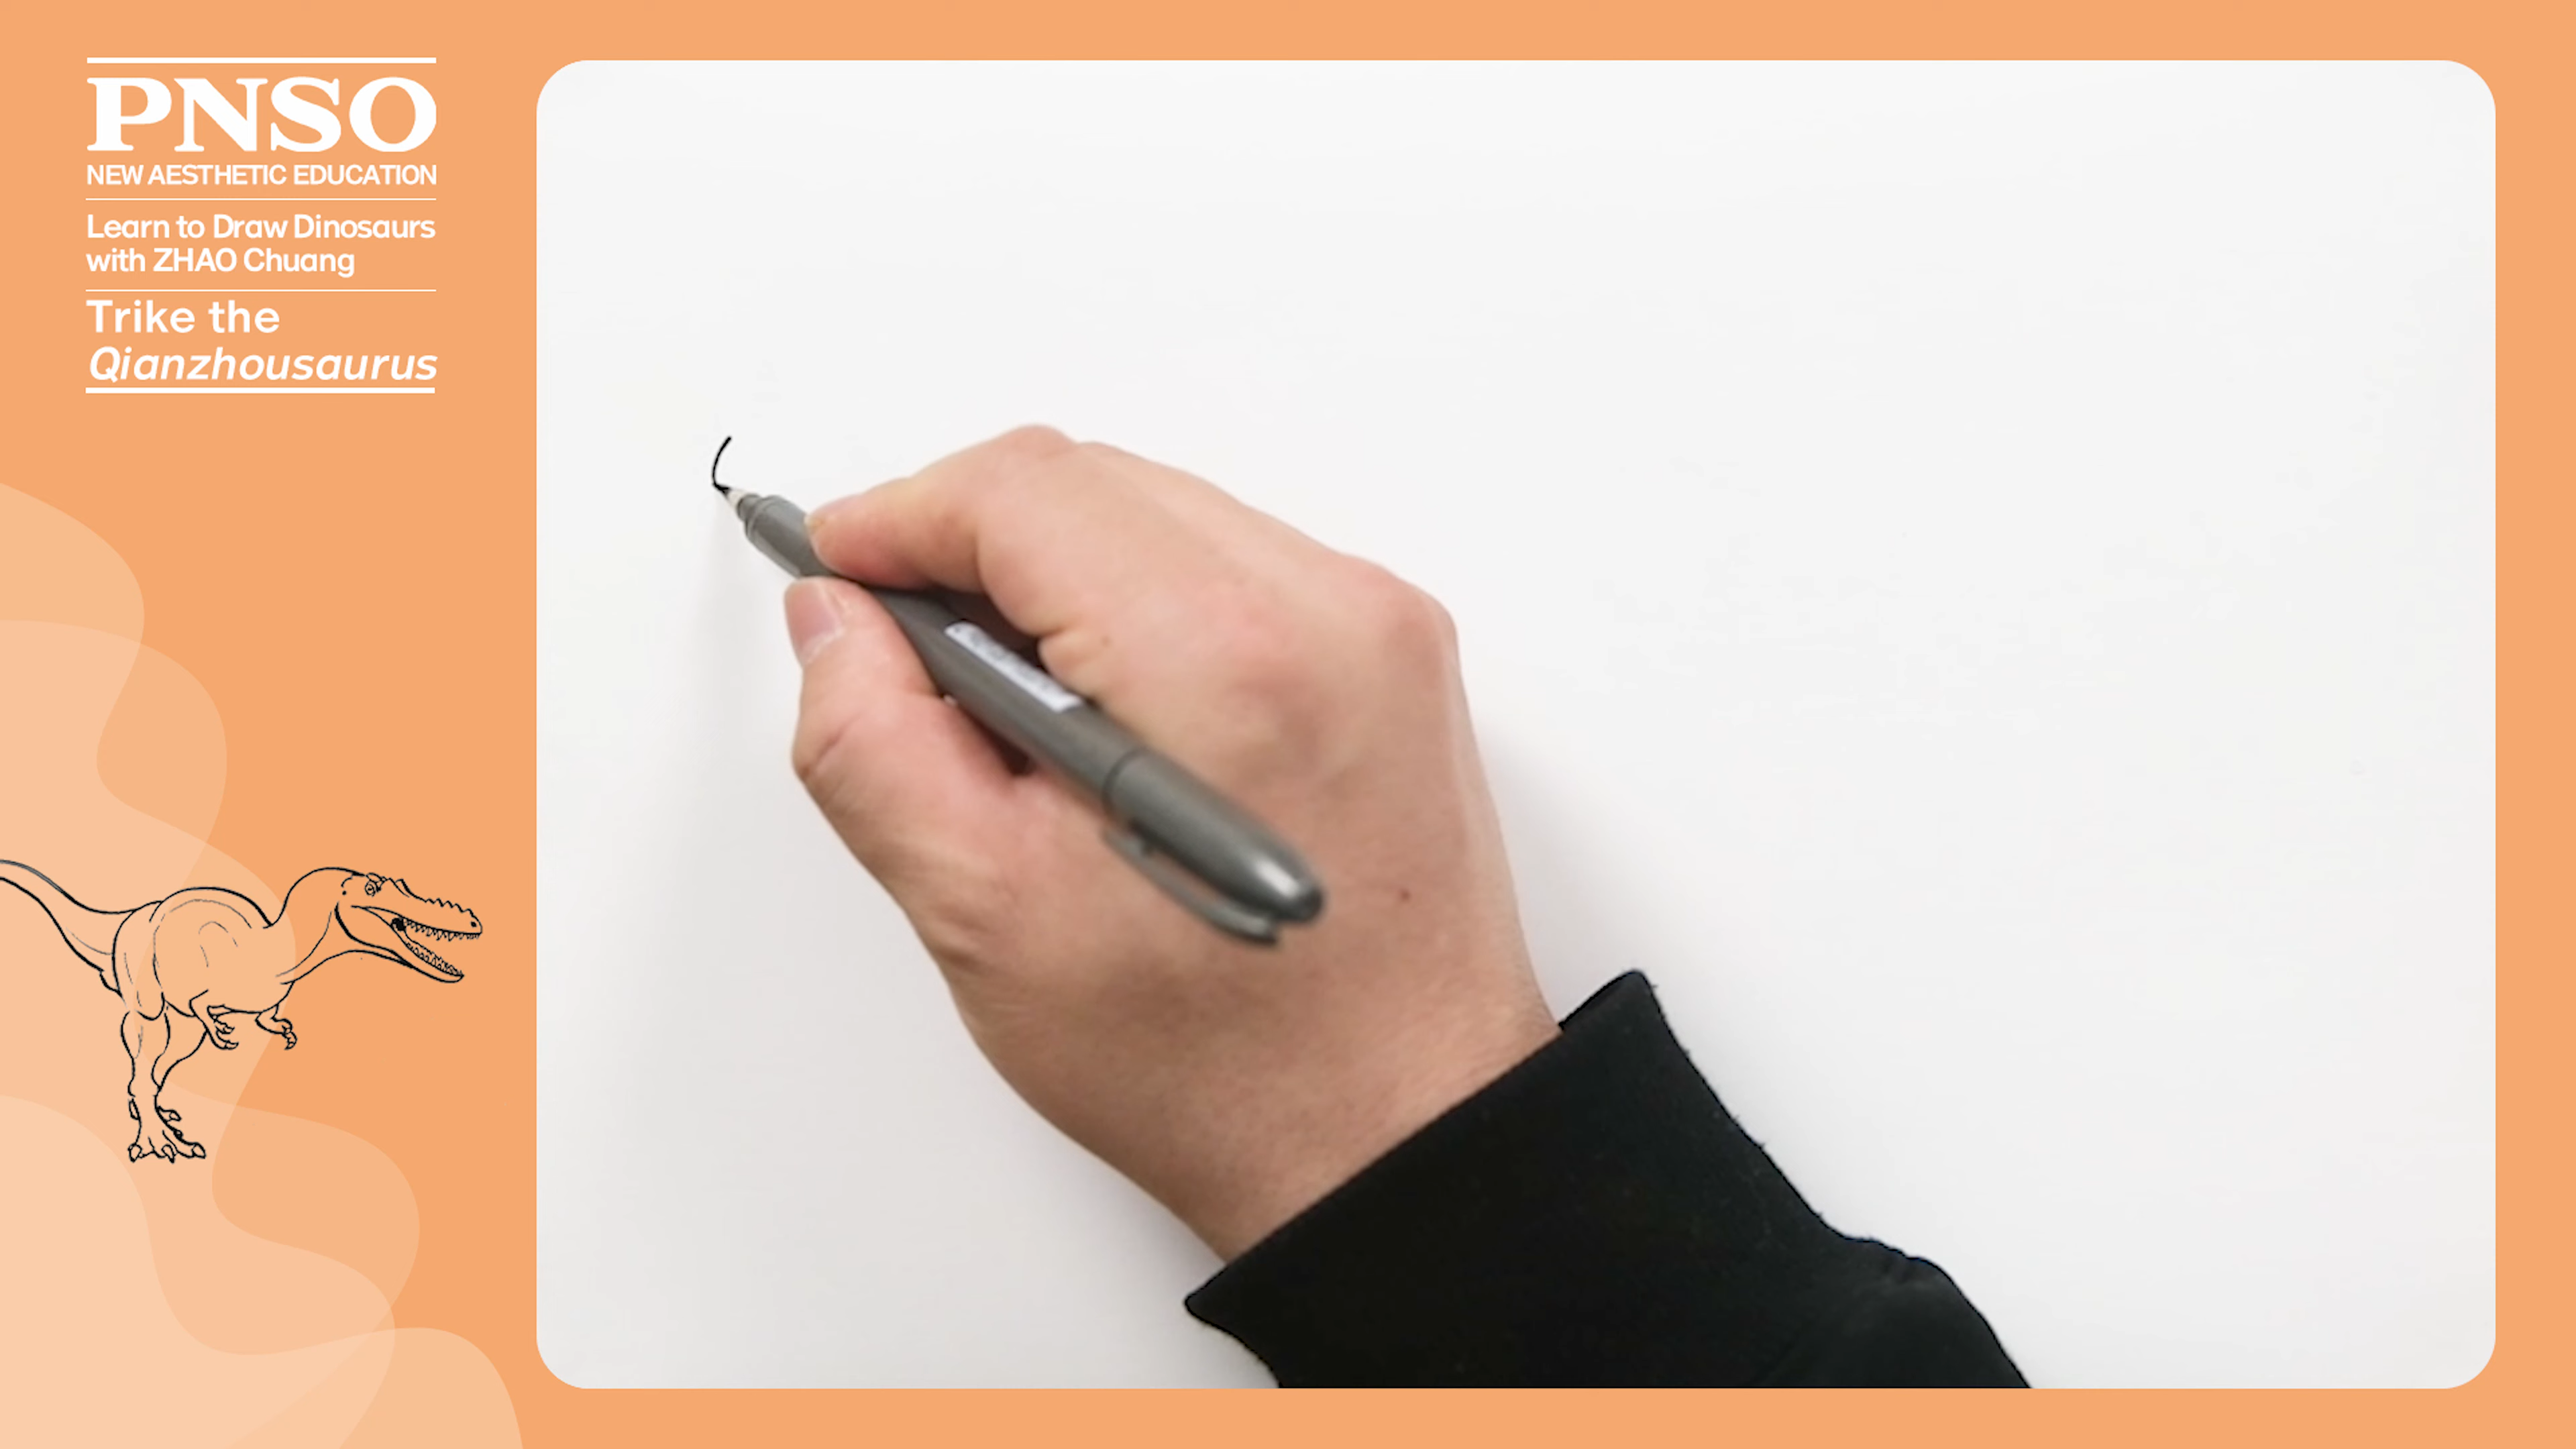 PNSO
NEW AESTHETIC EDUCATION
Learn to Draw Dinosaurs
with ZHAO Chuang
Trike the
Qianzhousaurus